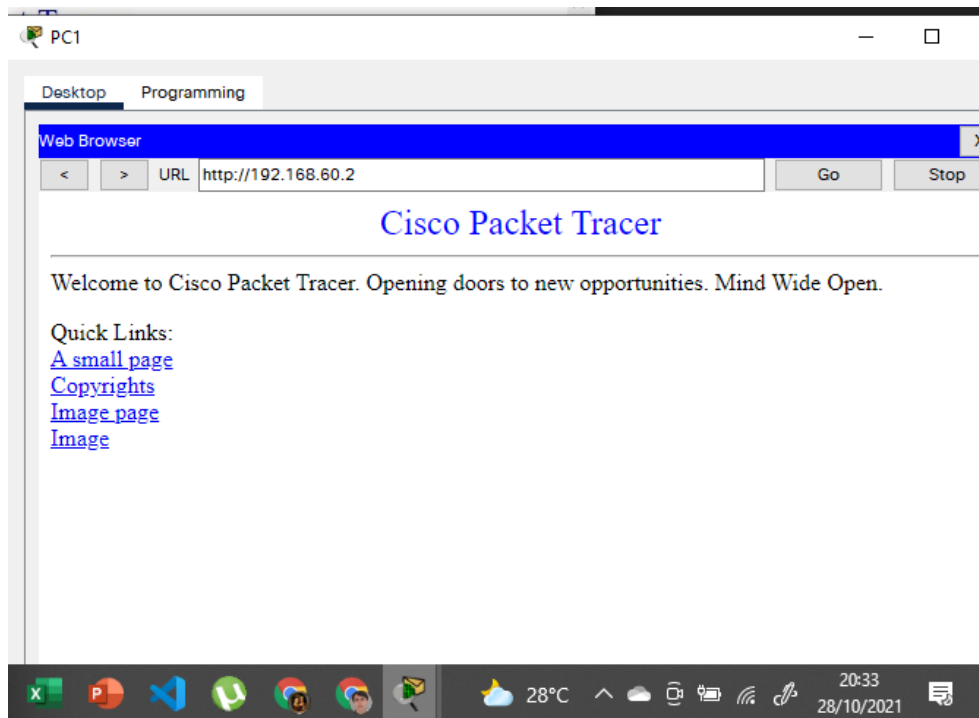 PC1
Desktop Programming
Web Browser X
< > URL http://192.168.60.2 Go Stop
Cisco Packet Tracer
Welcome to Cisco Packet Tracer. Opening doors to new opportunities. Mind Wide Open.
Quick Links:
A small page
Copyrights
Image page
Image
28°C 20:33
28/10/2021